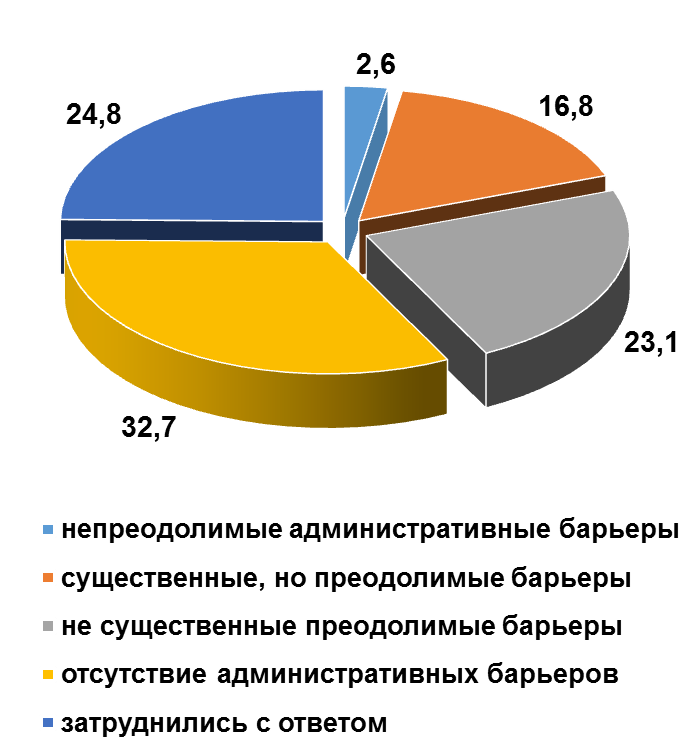 2,6
16,8
24,8
23,1
32,7
непреодолимые административные барьеры
существенные, но преодолимые барьеры
не существенные преодолимые барьеры
отсутствие административных барьеров
затруднились с ответом